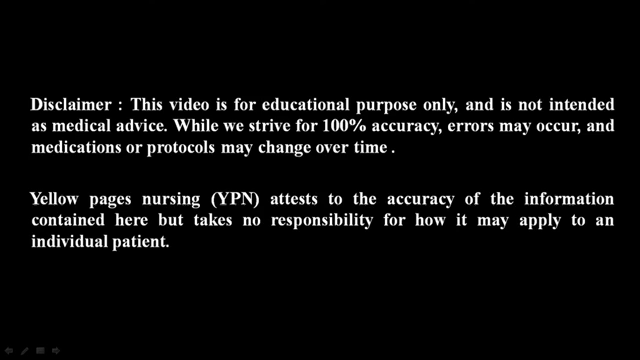 Disclaimer : This video is for educational purpose only, and is not intended
as medical advice. While we strive for 100% accuracy, errors may occur, and
medications or protocols may change over time .
Yellow pages nursing (YPN) attests to the accuracy of the information
contained here but takes no responsibility for how it may apply to an
individual patient.